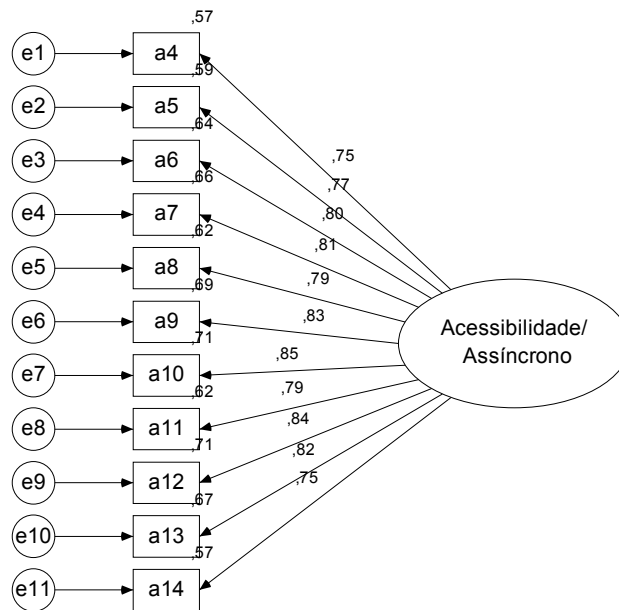 ,57
e1 a4
,59
e2 a5
,64
e3 a6
,75
,66
,77
e4 a7
,80
,62
,81
e5 a8
,79
,69
e6 a9
,83
Acessibilidade/
Assíncrono
,71
,85
e7 a10
,62
,79
e8 a11
,84
,71
,82
e9 a12
,75
,67
e10 a13
,57
e11 a14